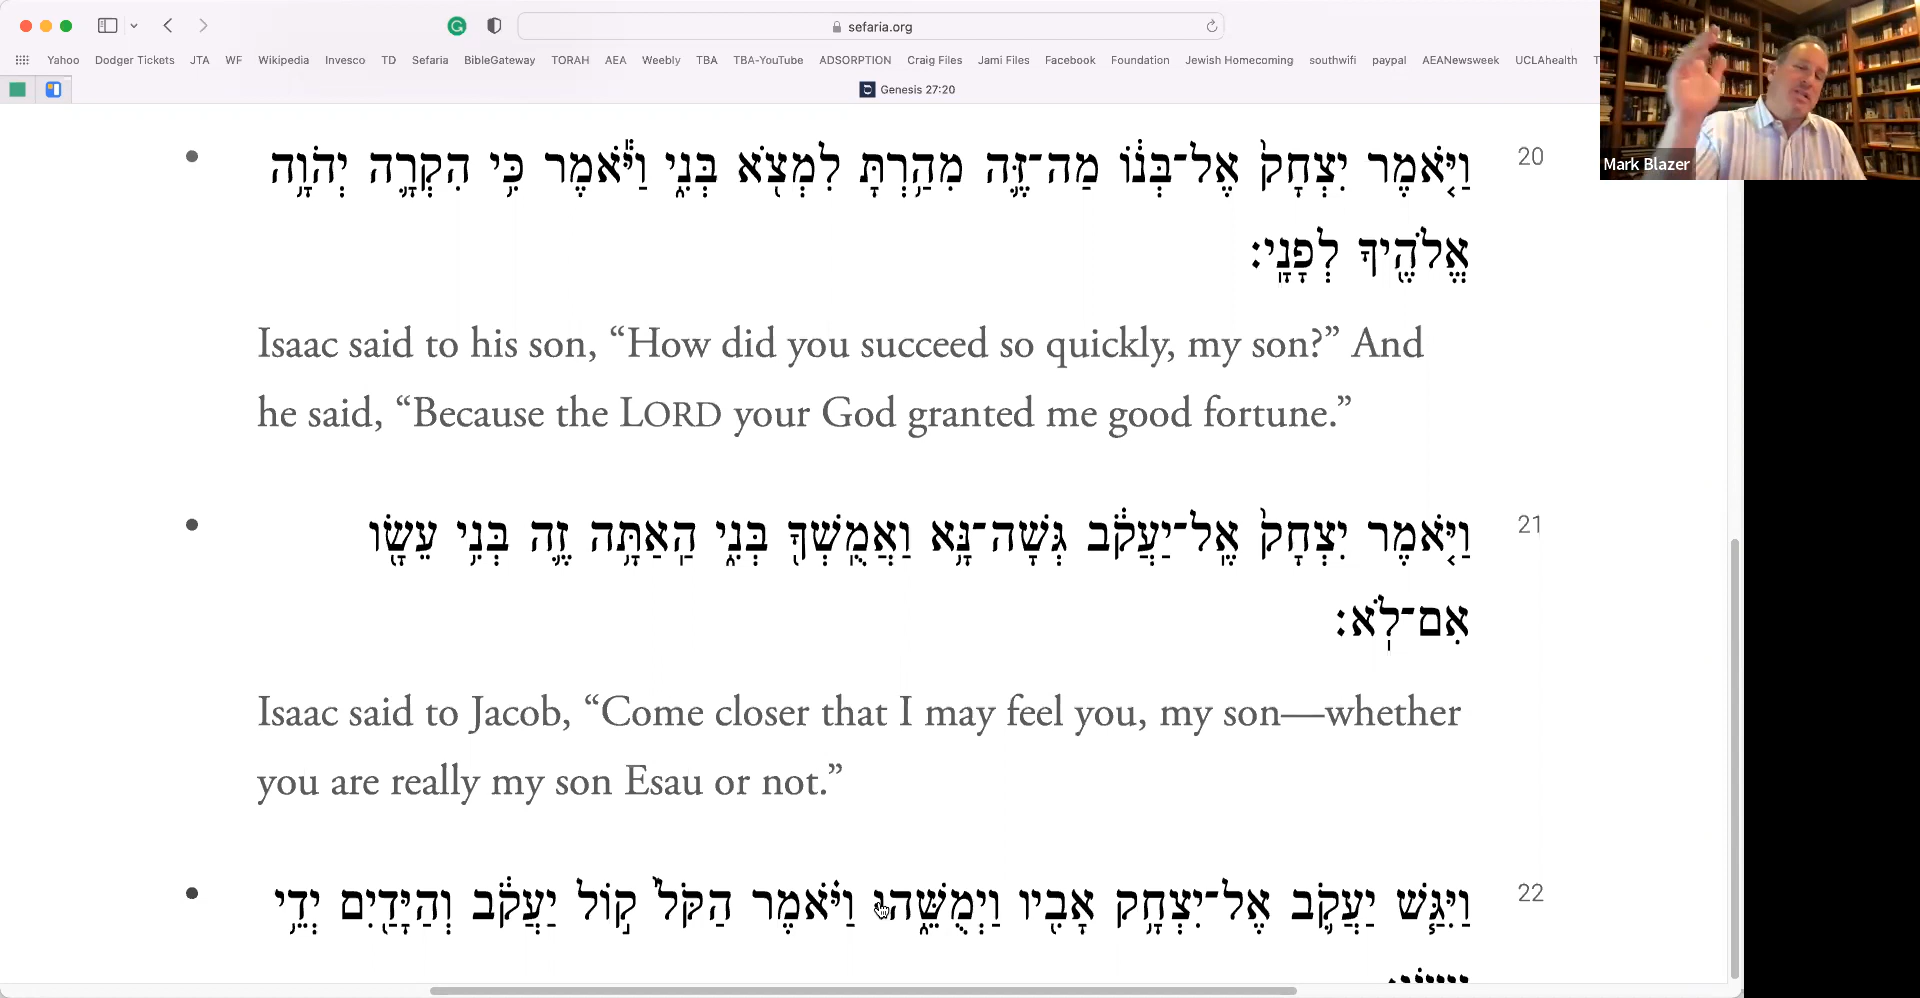 sefaria.org
Yahoo Dodger Tickets JTA WF Wikipedia Invesco TD Sefaria BibleGateway TORAH AEA Weebly TBA TBA-YouTube ADSORPTION Craig Files Jami Files Facebook Foundation Jewish Homecoming southwifi paypal AEANewsweek UCLAhealth
Genesis 27:20
Mark Blazer
20
וַיֹּ֤אמֶר יִצְחָק֙ אֶל־בְּנ֔וֹ מַה־זֶּ֛ה מִהַ֥רְתָּ לִמְצֹ֖א בְּנִ֑י וַיֹּ֕אמֶר כִּ֥י הִקְרָ֛ה יְהֹוָ֥ה
אֱלֹהֶ֖יךָ לְפָנָֽי׃
Isaac said to his son, “How did you succeed so quickly, my son?” And
he said, “Because the LORD your God granted me good fortune.”
21
וַיֹּ֤אמֶר יִצְחָק֙ אֶֽל־יַעֲקֹ֔ב גְּשָׁה־נָּ֥א וַאֲמֻֽשְׁךָ֖ בְּנִ֑י הַֽאַתָּ֥ה זֶ֛ה בְּנִ֥י עֵשָׂ֖ו
אִם־לֹֽא׃
Isaac said to Jacob, “Come closer that I may feel you, my son—whether
you are really my son Esau or not.”
22
וַיִּגַּ֧שׁ יַעֲקֹ֛ב אֶל־יִצְחָ֥ק אָבִ֖יו וַיְמֻשֵּׁ֑הוּ וַיֹּ֗אמֶר הַקֹּל֙ ק֣וֹל יַעֲקֹ֔ב וְהַיָּדַ֖יִם יְדֵ֥י